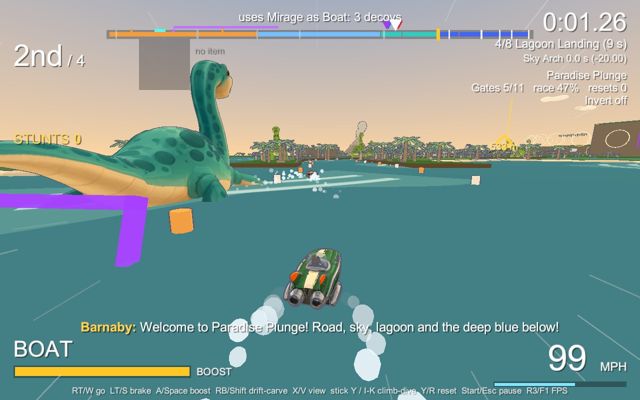 uses Mirage as Boat: 3 decoys
2nd / 4
no item
0:01.26
4/8 Lagoon Landing (9 s)
Sky Arch 0.0 s (-20.00)
Paradise Plunge
Gates 5/11 race 47% resets 0
Invert off
STUNTS 0
Barnaby: Welcome to Paradise Plunge! Road, sky, lagoon and the deep blue below!
BOAT
BOOST
99 MPH
RT/W go LT/S brake A/Space boost RB/Shift drift-carve X/V view stick Y / I-K climb-dive Y/R reset Start/Esc pause R3/F1 FPS